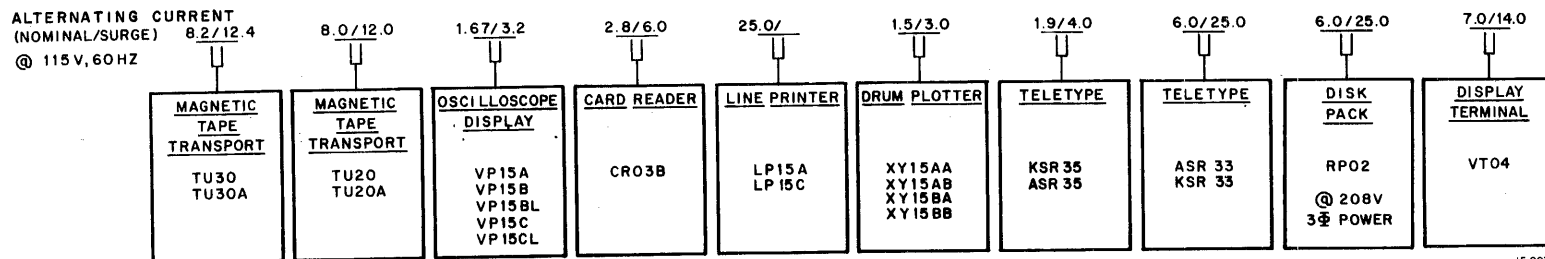 ALTERNATING CURRENT
(NOMINAL/SURGE) 8.2/12.4 8.0/12.0 1.67/3.2 2.8/6.0 25.0/ 1.5/3.0 1.9/4.0 6.0/25.0 6.0/25.0 7.0/14.0
@ 115V, 60HZ
MAGNETIC
TAPE
TRANSPORT
TU30
TU30A
MAGNETIC
TAPE
TRANSPORT
TU20
TU20A
OSCILLOSCOPE
DISPLAY
VP15A
VP15B
VP15BL
VP15C
VP15CL
CARD READER
CR03B
LINE PRINTER
LP15A
LP15C
DRUM PLOTTER
XY15AA
XY15AB
XY15BA
XY15BB
TELETYPE
KSR 35
ASR 35
TELETYPE
ASR 33
KSR 33
DISK
PACK
RP02
@ 208V
3Φ POWER
DISPLAY
TERMINAL
VT04